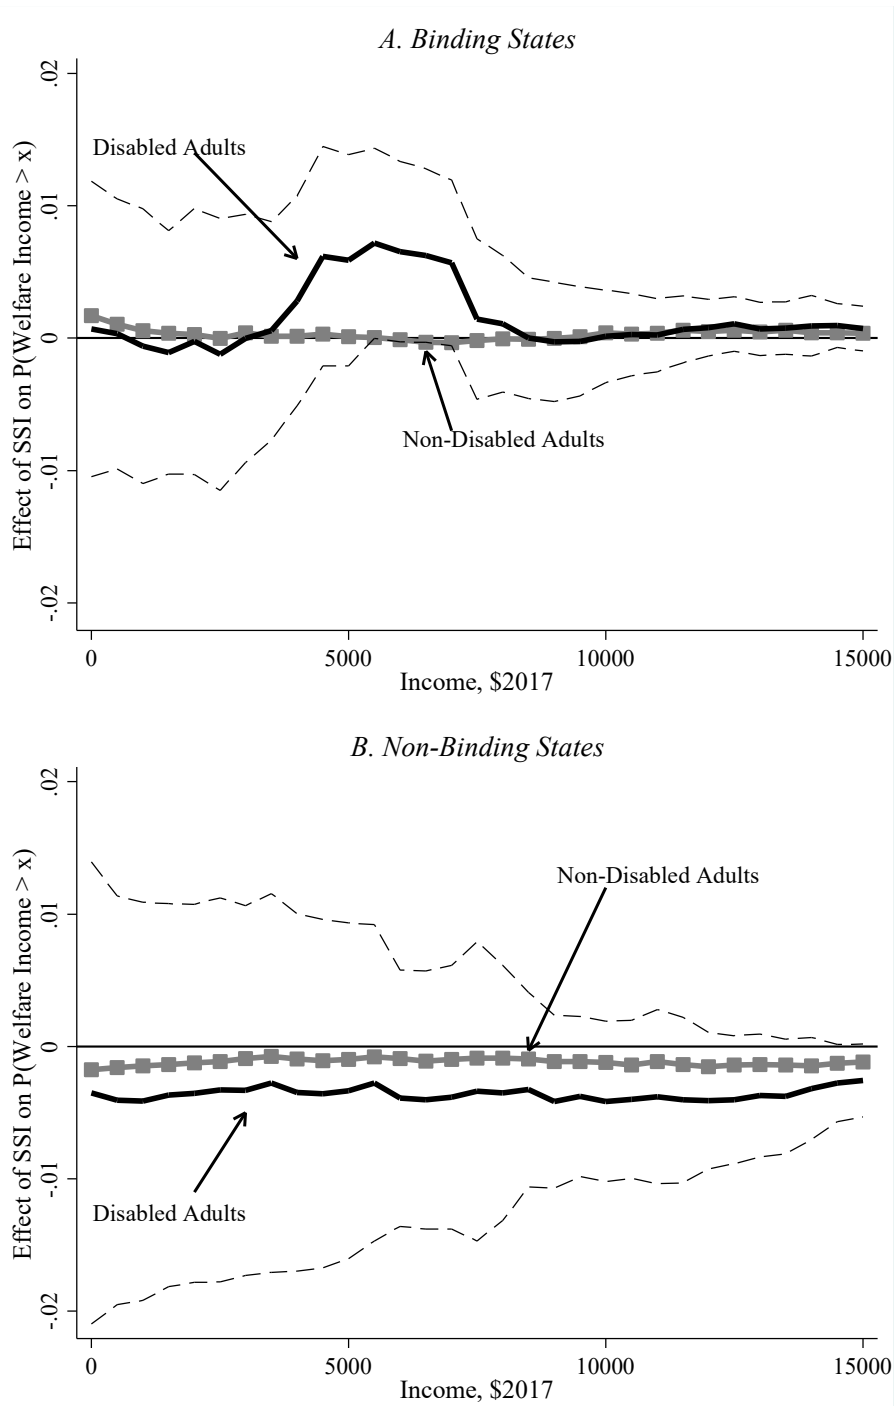 A. Binding States
Effect of SSI on P(Welfare Income > x)
.02
.01
0
-.01
-.02
Disabled Adults
Non-Disabled Adults
0
5000
10000
15000
Income, $2017
B. Non-Binding States
Effect of SSI on P(Welfare Income > x)
.02
.01
0
-.01
-.02
Non-Disabled Adults
Disabled Adults
0
5000
10000
15000
Income, $2017